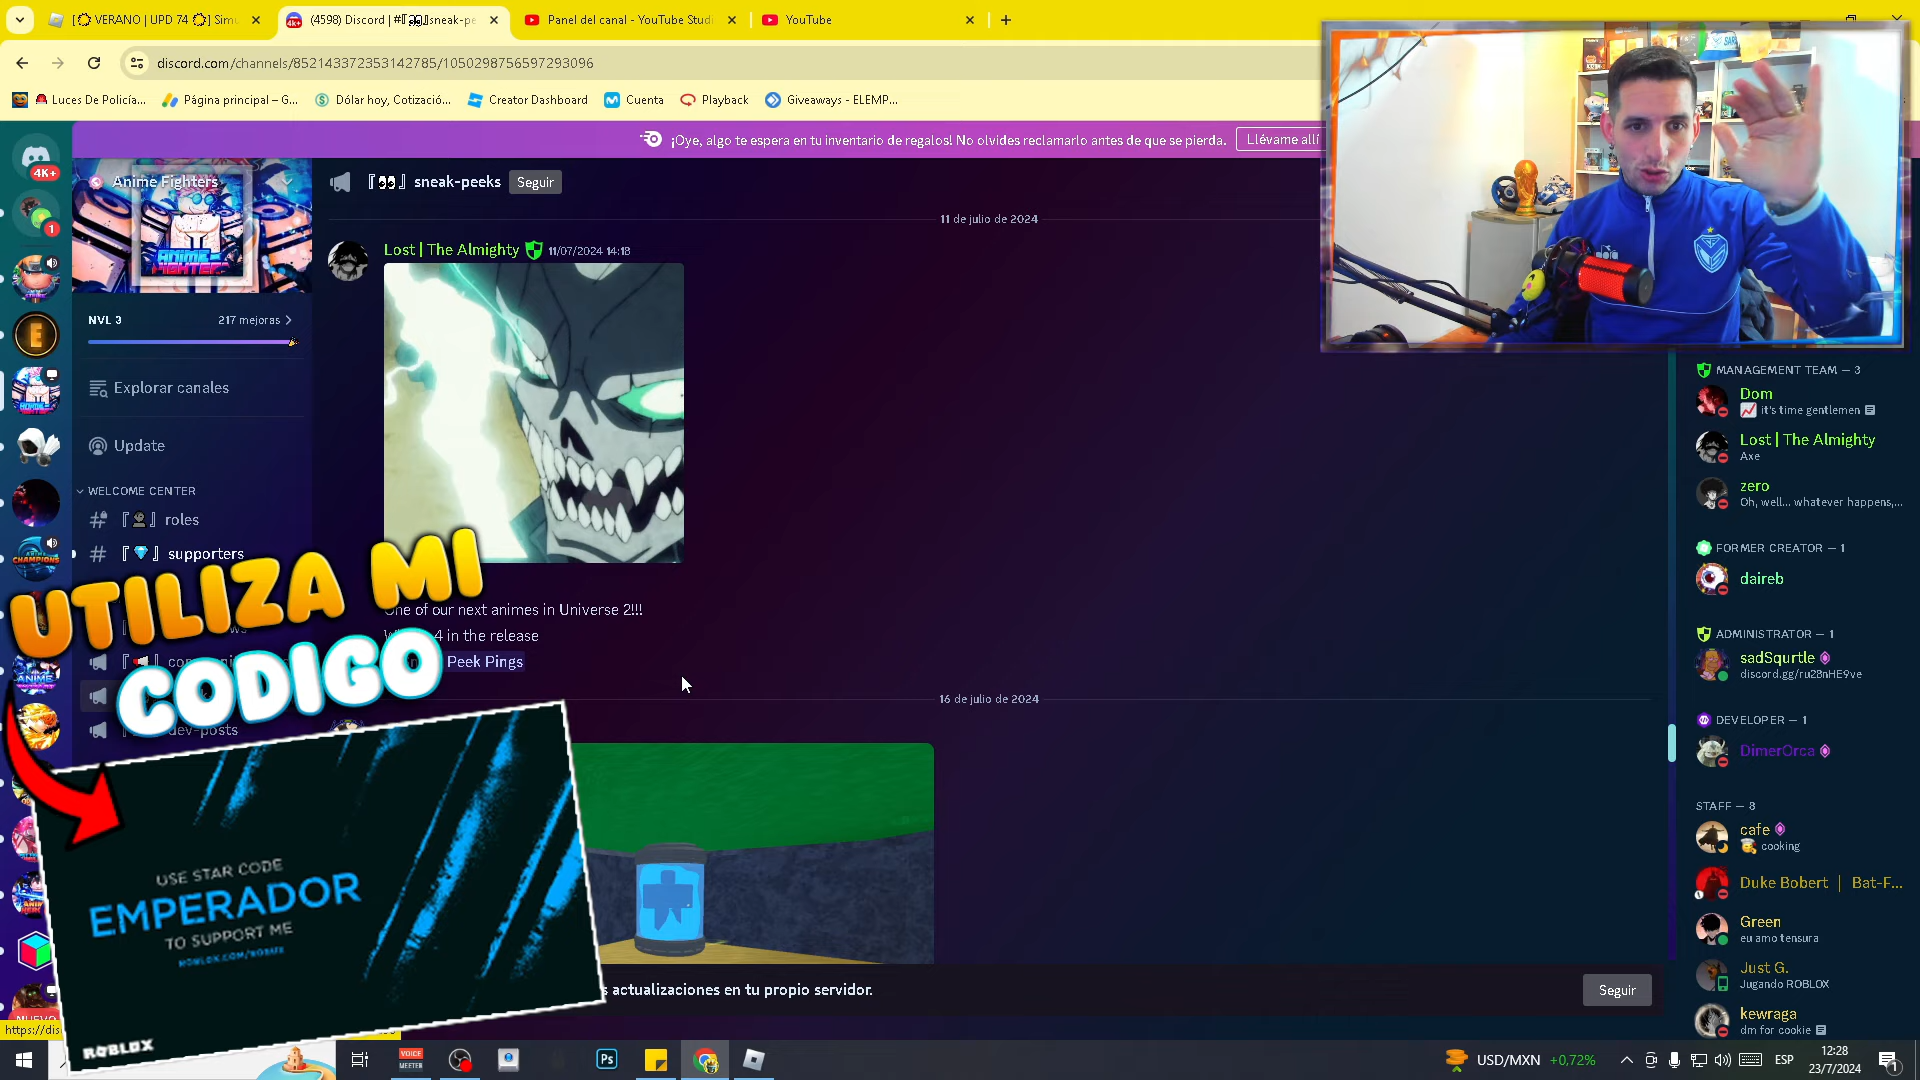 [ VERANO | UPD 74 ] Simu
(4598) Discord | #『👀』sneak-pe
Panel del canal - YouTube Studi
YouTube
discord.com/channels/852143372353142785/1050298756597293096
Luces De Policía...
Página principal – G...
Dólar hoy, Cotizació...
Creator Dashboard
Cuenta
Playback
Giveaways - ELEMP...
¡Oye, algo te espera en tu inventario de regalos! No olvides reclamarlo antes de que se pierda.
Llévame allí
4K+
1
Anime Fighters
NVL 3
217 mejoras
Explorar canales
Update
WELCOME CENTER
『』 roles
『💎』 supporters
dev-posts
『👀』 sneak-peeks
Seguir
11 de julio de 2024
Lost | The Almighty
11/07/2024 14:18
One of our next animes in Universe 2!!!
4 in the release
Peek Pings
16 de julio de 2024
actualizaciones en tu propio servidor.
Seguir
MANAGEMENT TEAM — 3
Dom
it's time gentlemen
Lost | The Almighty
Axe
zero
Oh, well... whatever happens,...
FORMER CREATOR — 1
daireb
ADMINISTRATOR — 1
sadSqurtle
discord.gg/ru28nHE9ve
DEVELOPER — 1
DimerOrca
STAFF — 8
cafe
cooking
Duke Bobert | Bat-F...
Green
eu amo tensura
Just G.
Jugando ROBLOX
kewraga
dm for cookie
UTILIZA MI
CODIGO
USE STAR CODE
EMPERADOR
TO SUPPORT ME
ROBLOX
https://dis
VOICE
MEETER
Ps
USD/MXN +0,72%
ESP
12:28
23/7/2024
1